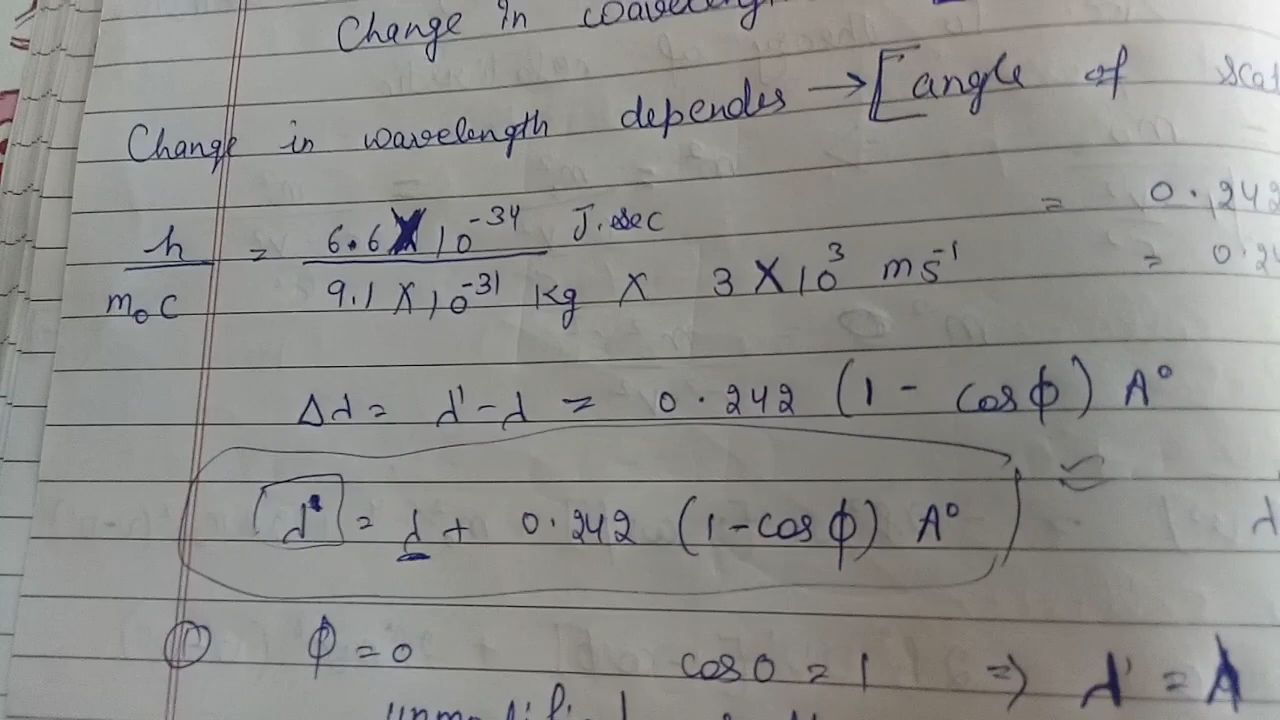 Change in
Change in wavelength dependes → [angle of
h / m₀c = 6.6 X 10⁻³⁴ J.sec / 9.1 X 10⁻³¹ kg X 3 X 10³ ms⁻¹ = 0.242
Δλ = λ' - λ = 0.242 (1 - cos ϕ) A°
λ' = λ + 0.242 (1 - cos ϕ) A°
① ϕ = 0 cos 0 = 1 ⇒ λ' = λ